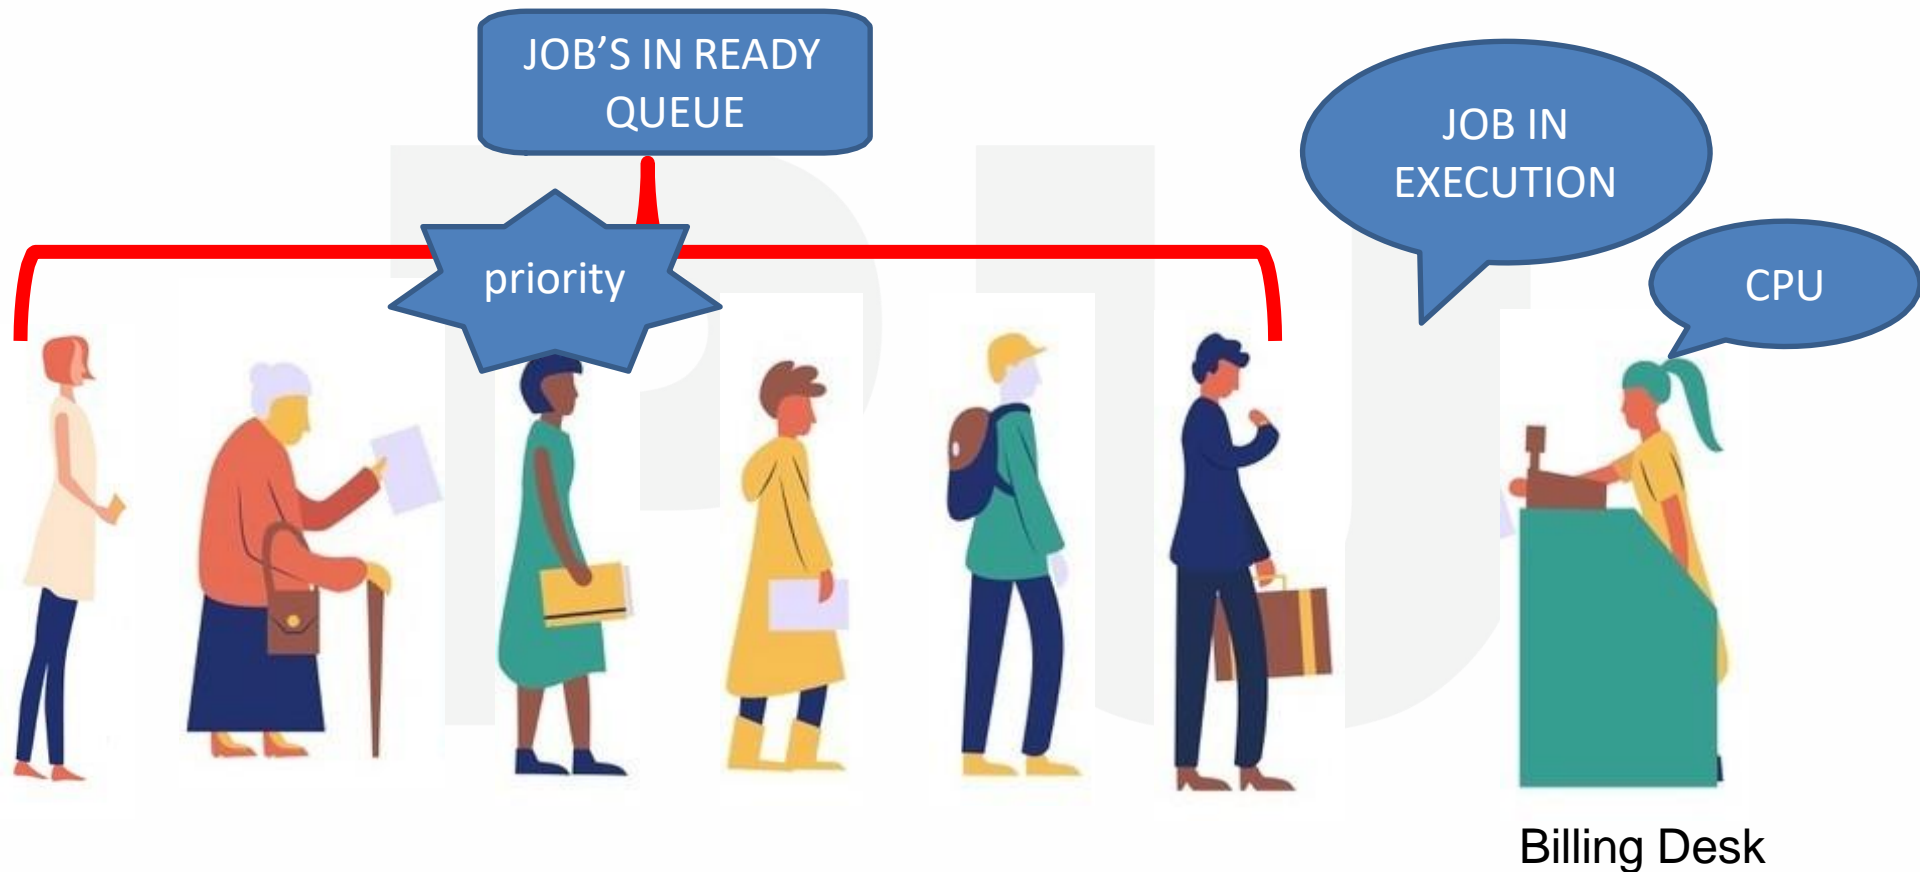 JOB’S IN READY
QUEUE
JOB IN
EXECUTION
priority
CPU
Billing Desk